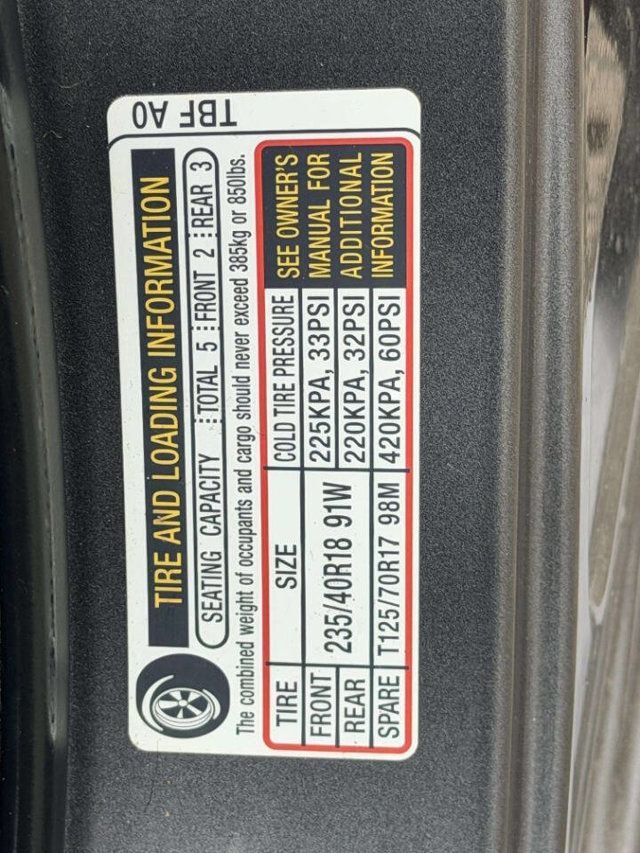 TBF A0
TIRE AND LOADING INFORMATION
SEATING CAPACITY TOTAL 5 FRONT 2 REAR 3
The combined weight of occupants and cargo should never exceed 385kg or 850lbs.
TIRE SIZE COLD TIRE PRESSURE
FRONT 235/40R18 91W 225KPA, 33PSI
REAR 220KPA, 32PSI
SPARE T125/70R17 98M 420KPA, 60PSI
SEE OWNER'S
MANUAL FOR
ADDITIONAL
INFORMATION